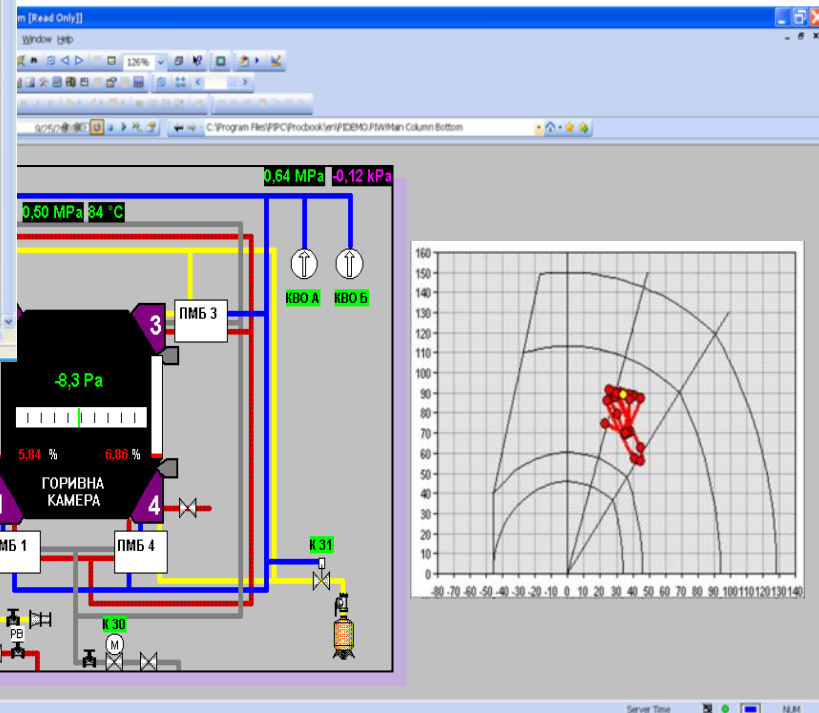 m [Read Only]]
Window Help
126%
C:\Program Files\PIPC\Procbook\en\PIDEMO.PIW!Main Column Bottom
0,64 MPa -0,12 kPa
0,50 MPa 84 °C
КВО А КВО Б
3 ПМБ 3
-8,3 Pa
5,84 % 6,86 %
ГОРИВНА
КАМЕРА
4
МБ 1 ПМБ 4
К 31
К 30
M
РВ
160
150
140
130
120
110
100
90
80
70
60
50
40
30
20
10
0
-80 -70 -60 -50 -40 -30 -20 -10 0 10 20 30 40 50 60 70 80 90 100 110 120 130 140
Server Time NUM